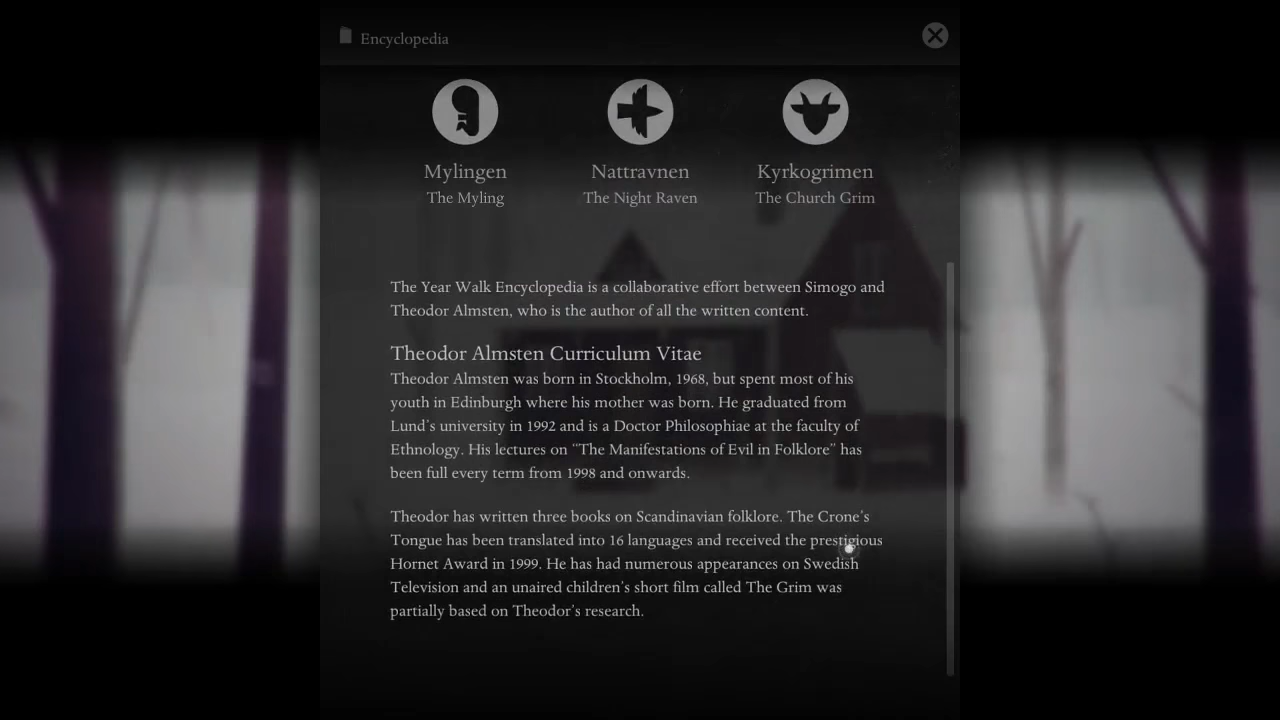 Encyclopedia
Mylingen
Nattravnen
Kyrkogrimen
The Myling
The Night Raven
The Church Grim
The Year Walk Encyclopedia is a collaborative effort between Simogo and
Theodor Almsten, who is the author of all the written content.
Theodor Almsten Curriculum Vitae
Theodor Almsten was born in Stockholm, 1968, but spent most of his
youth in Edinburgh where his mother was born. He graduated from
Lund's university in 1992 and is a Doctor Philosophiae at the faculty of
Ethnology. His lectures on "The Manifestations of Evil in Folklore" has
been full every term from 1998 and onwards.
Theodor has written three books on Scandinavian folklore. The Crone's
Tongue has been translated into 16 languages and received the prestigious
Hornet Award in 1999. He has had numerous appearances on Swedish
Television and an unaired children's short film called The Grim was
partially based on Theodor's research.